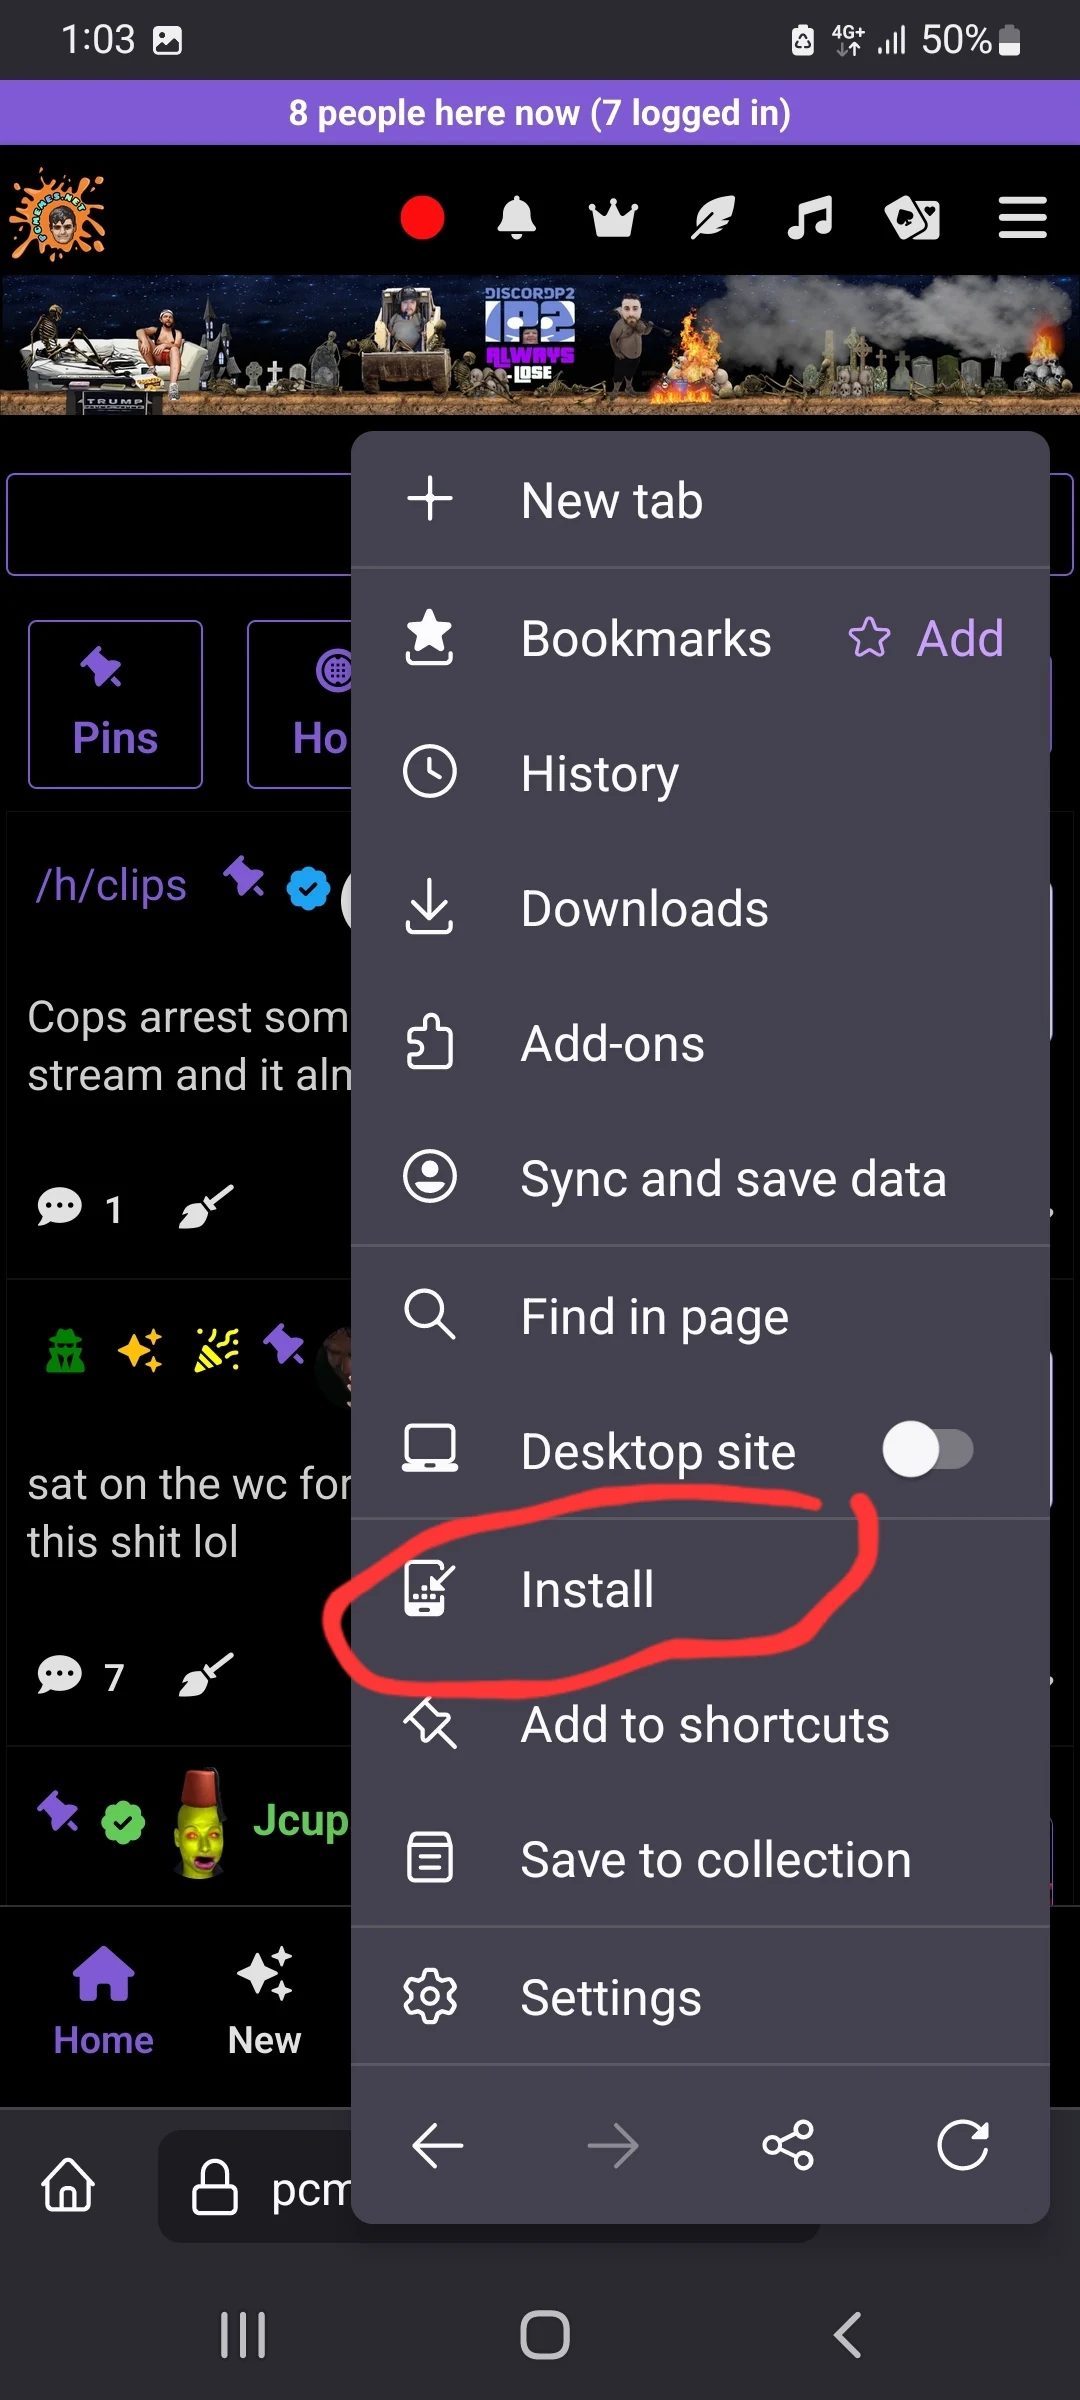 1:03
4G+
50%
8 people here now (7 logged in)
DISCORDP2
IP2
ALWAYS
LOSE
TRUMP
New tab
Bookmarks
Add
Pins
Ho
History
/h/clips
Downloads
Cops arrest som
stream and it aln
Add-ons
1
Sync and save data
Find in page
sat on the wc for
this shit lol
Desktop site
Install
7
Add to shortcuts
Jcup
Save to collection
Home
New
Settings
pcm